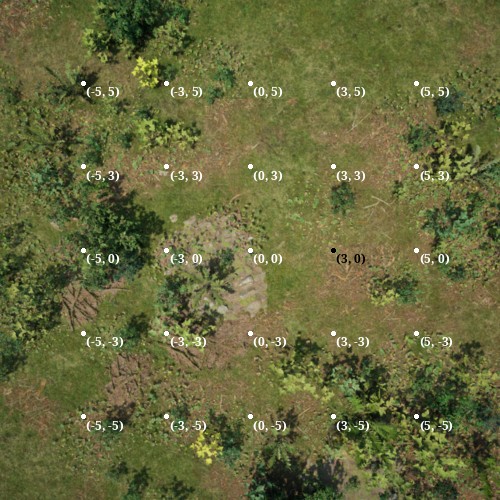 (-5, 5) (-3, 5) (0, 5) (3, 5) (5, 5)
(-5, 3) (-3, 3) (0, 3) (3, 3) (5, 3)
(-5, 0) (-3, 0) (0, 0) (3, 0) (5, 0)
(-5, -3) (-3, -3) (0, -3) (3, -3) (5, -3)
(-5, -5) (-3, -5) (0, -5) (3, -5) (5, -5)